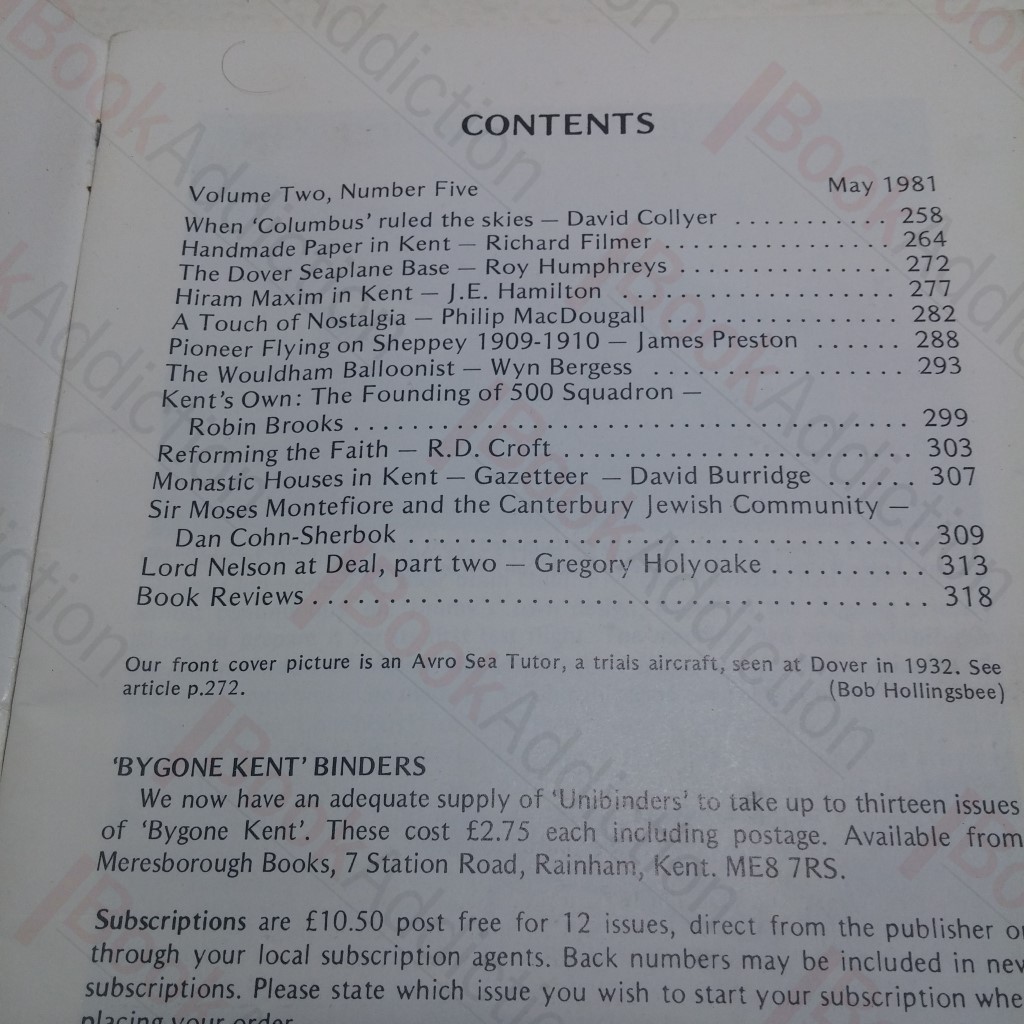 CONTENTS
Volume Two, Number Five May 1981
When ‘Columbus’ ruled the skies — David Collyer . . . . . . . . . . . 258
Handmade Paper in Kent — Richard Filmer . . . . . . . . . . . . . . . . 264
The Dover Seaplane Base — Roy Humphreys . . . . . . . . . . . . . . . 272
Hiram Maxim in Kent — J.E. Hamilton . . . . . . . . . . . . . . . . . . . 277
A Touch of Nostalgia — Philip MacDougall . . . . . . . . . . . . . . . . 282
Pioneer Flying on Sheppey 1909-1910 — James Preston . . . . . . 288
The Wouldham Balloonist — Wyn Bergess . . . . . . . . . . . . . . . . . 293
Kent’s Own: The Founding of 500 Squadron —
Robin Brooks . . . . . . . . . . . . . . . . . . . . . . . . . . . . . . . . . . . . . 299
Reforming the Faith — R.D. Croft . . . . . . . . . . . . . . . . . . . . . . . 303
Monastic Houses in Kent — Gazetteer — David Burridge . . . . . . 307
Sir Moses Montefiore and the Canterbury Jewish Community —
Dan Cohn-Sherbok . . . . . . . . . . . . . . . . . . . . . . . . . . . . . . . . . 309
Lord Nelson at Deal, part two — Gregory Holyoake . . . . . . . . . . 313
Book Reviews . . . . . . . . . . . . . . . . . . . . . . . . . . . . . . . . . . . . . . . 318
Our front cover picture is an Avro Sea Tutor, a trials aircraft, seen at Dover in 1932. See
article p.272. (Bob Hollingsbee)
‘BYGONE KENT’ BINDERS
We now have an adequate supply of ‘Unibinders’ to take up to thirteen issues
of ‘Bygone Kent’. These cost £2.75 each including postage. Available from
Meresborough Books, 7 Station Road, Rainham, Kent. ME8 7RS.
Subscriptions are £10.50 post free for 12 issues, direct from the publisher
through your local subscription agents. Back numbers may be included in
subscriptions. Please state which issue you wish to start your subscription
placing your order
BookAddiction